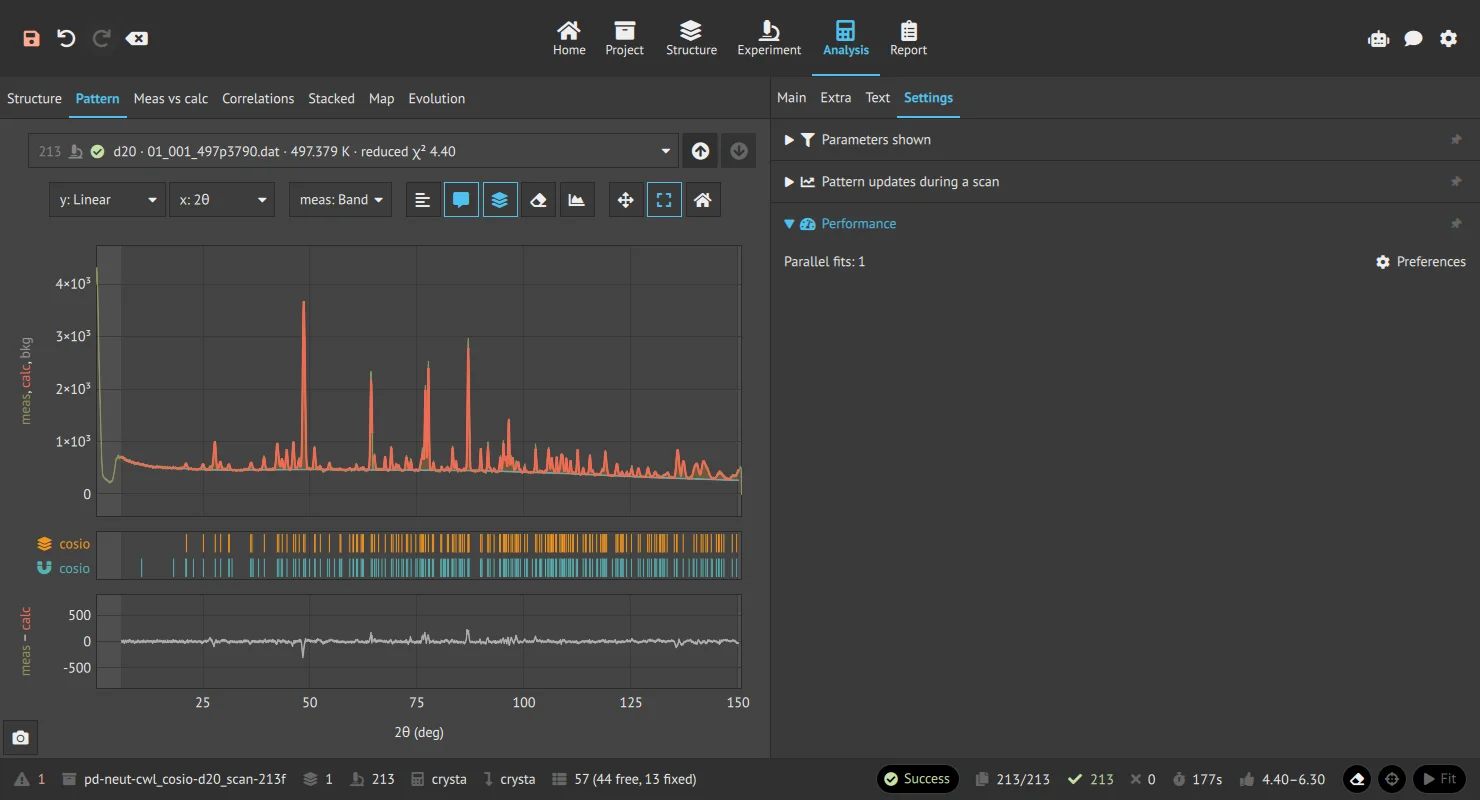 Home
Project
Structure
Experiment
Analysis
Report
Structure
Pattern
Meas vs calc
Correlations
Stacked
Map
Evolution
Main
Extra
Text
Settings
213 d20 · 01_001_497p3790.dat · 497.379 K · reduced χ² 4.40
y: Linear
x: 2θ
meas: Band
Parameters shown
Pattern updates during a scan
Performance
Parallel fits: 1
Preferences
meas, calc, bkg
4×10³
3×10³
2×10³
1×10³
0
cosio
cosio
meas − calc
500
0
-500
25
50
75
100
125
150
2θ (deg)
1
pd-neut-cwl_cosio-d20_scan-213f
1
213
crysta
crysta
57 (44 free, 13 fixed)
Success
213/213
213
0
177s
4.40–6.30
Fit